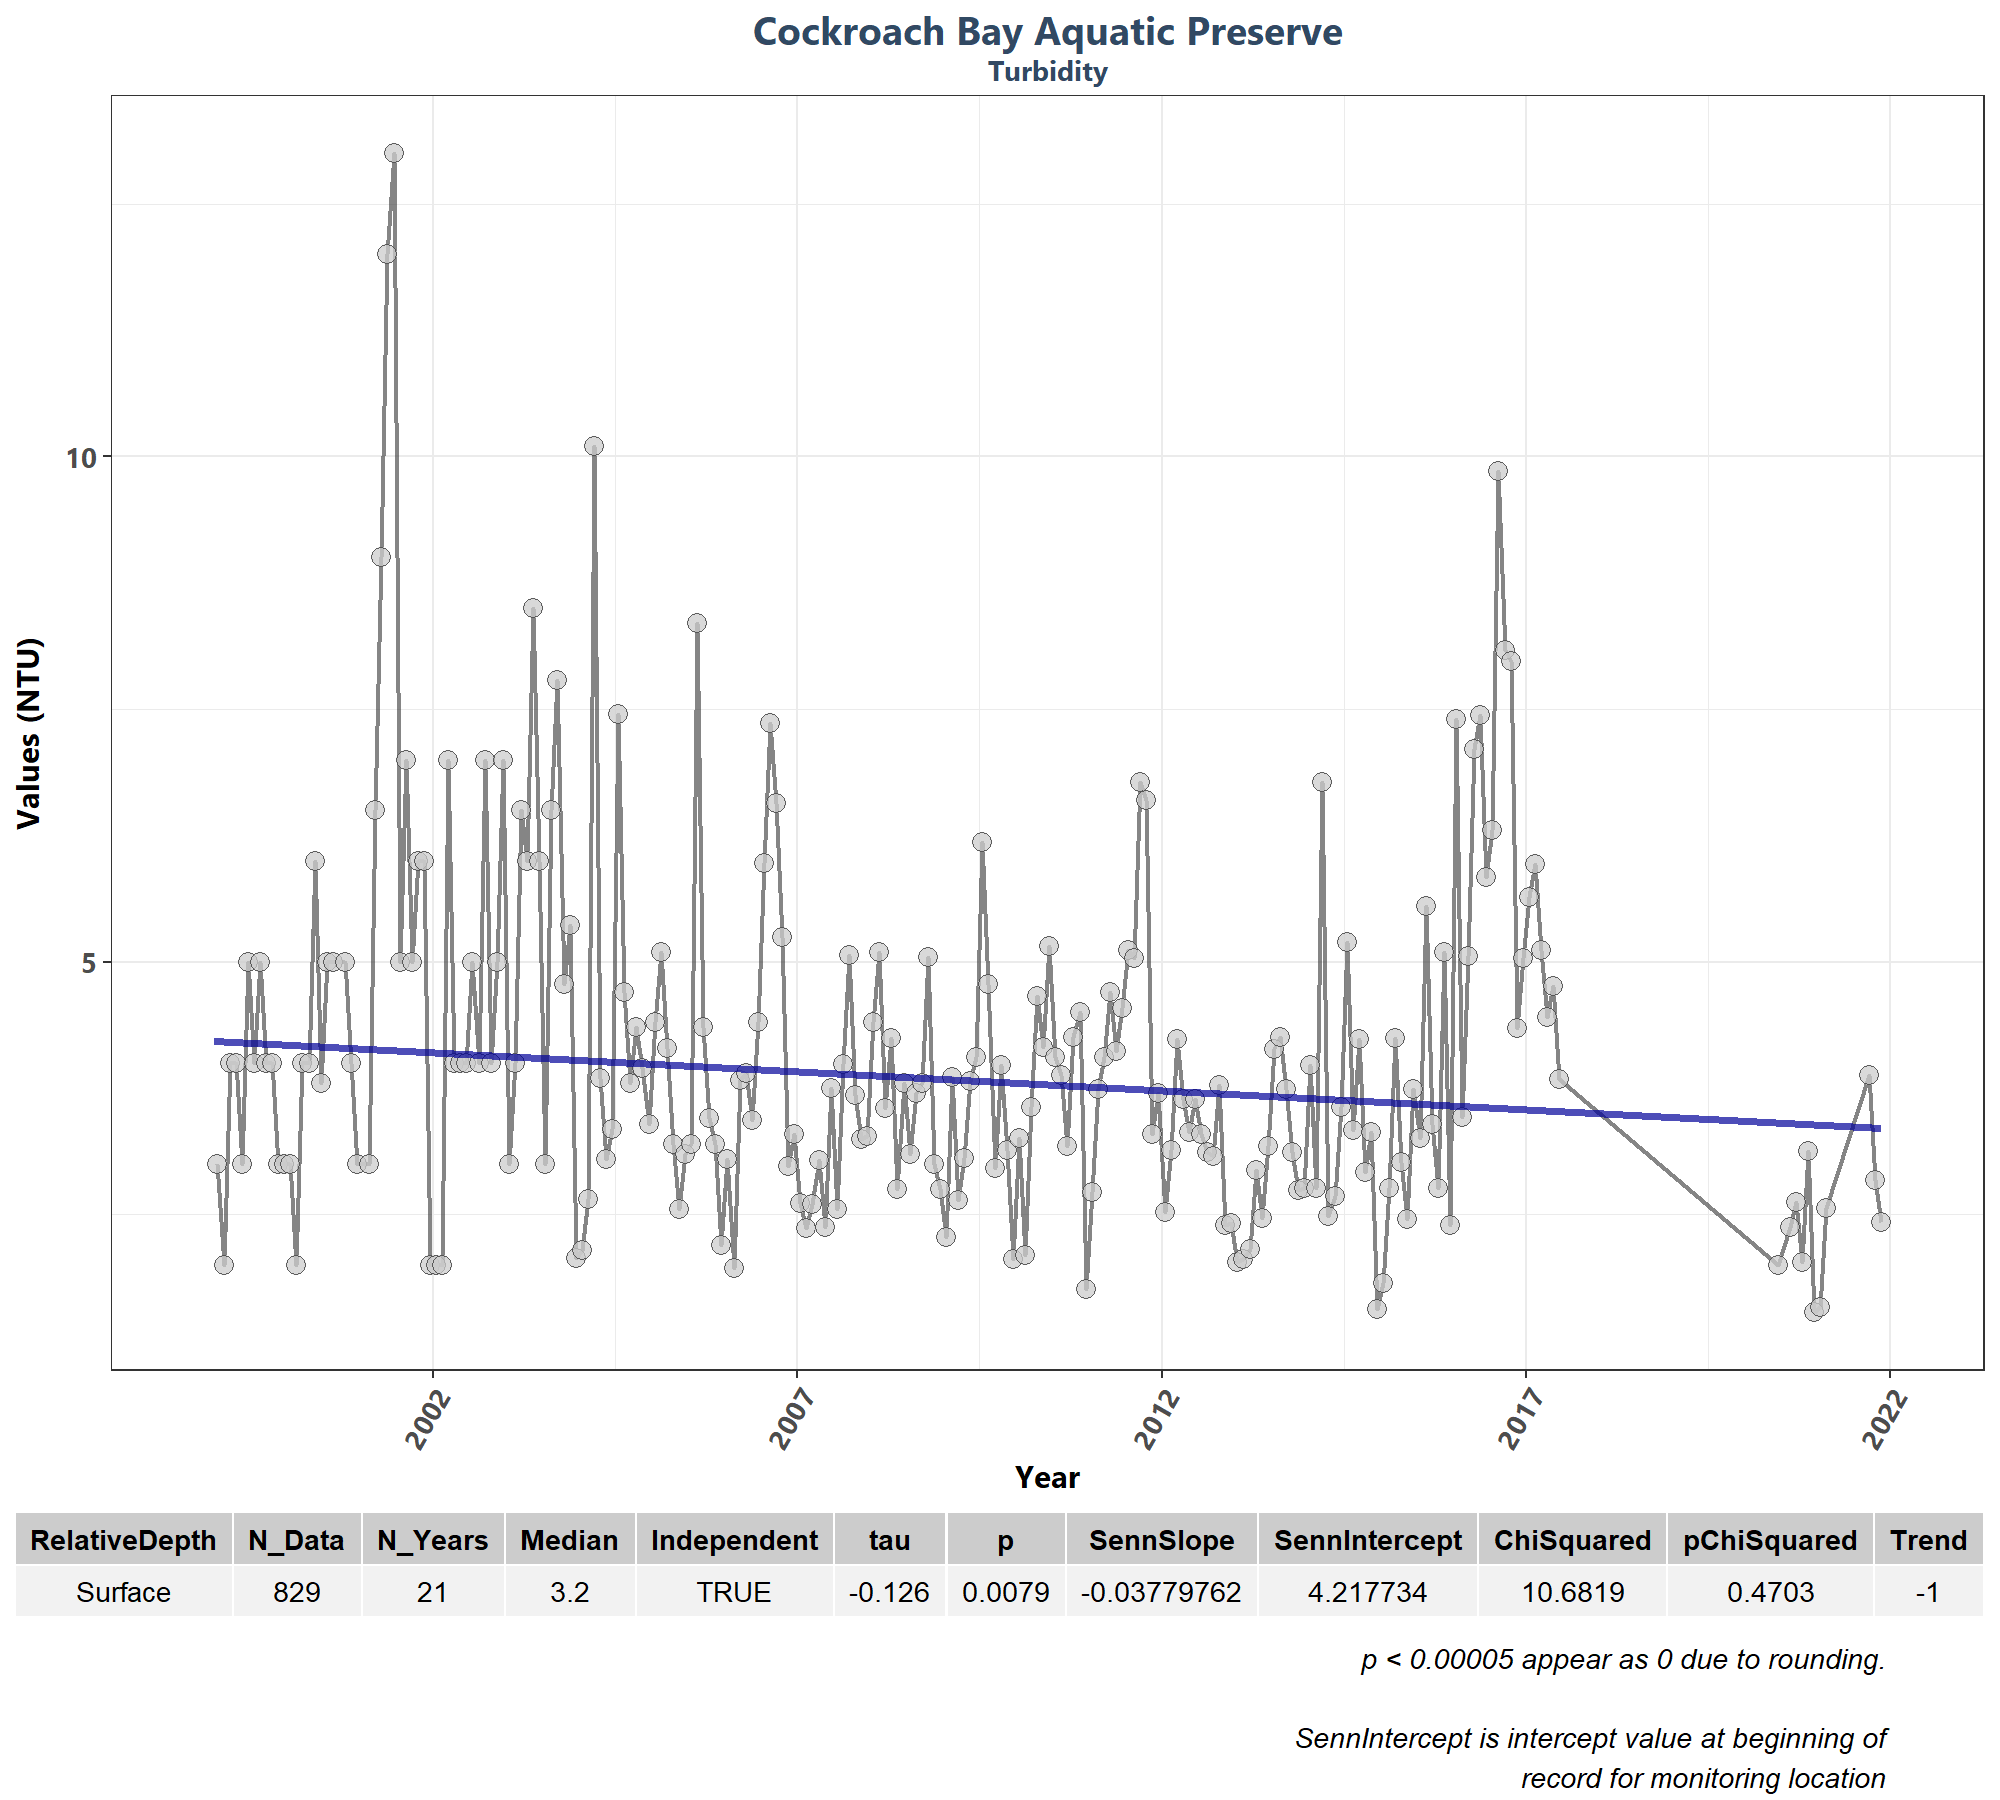 Cockroach Bay Aquatic Preserve
Turbidity
Values (NTU)
10
5
2002 2007 2012 2017 2022
Year
RelativeDepth N_Data N_Years Median Independent tau p SennSlope SennIntercept ChiSquared pChiSquared Trend
Surface 829 21 3.2 TRUE -0.126 0.0079 -0.03779762 4.217734 10.6819 0.4703 -1
p < 0.00005 appear as 0 due to rounding.
SennIntercept is intercept value at beginning of
record for monitoring location